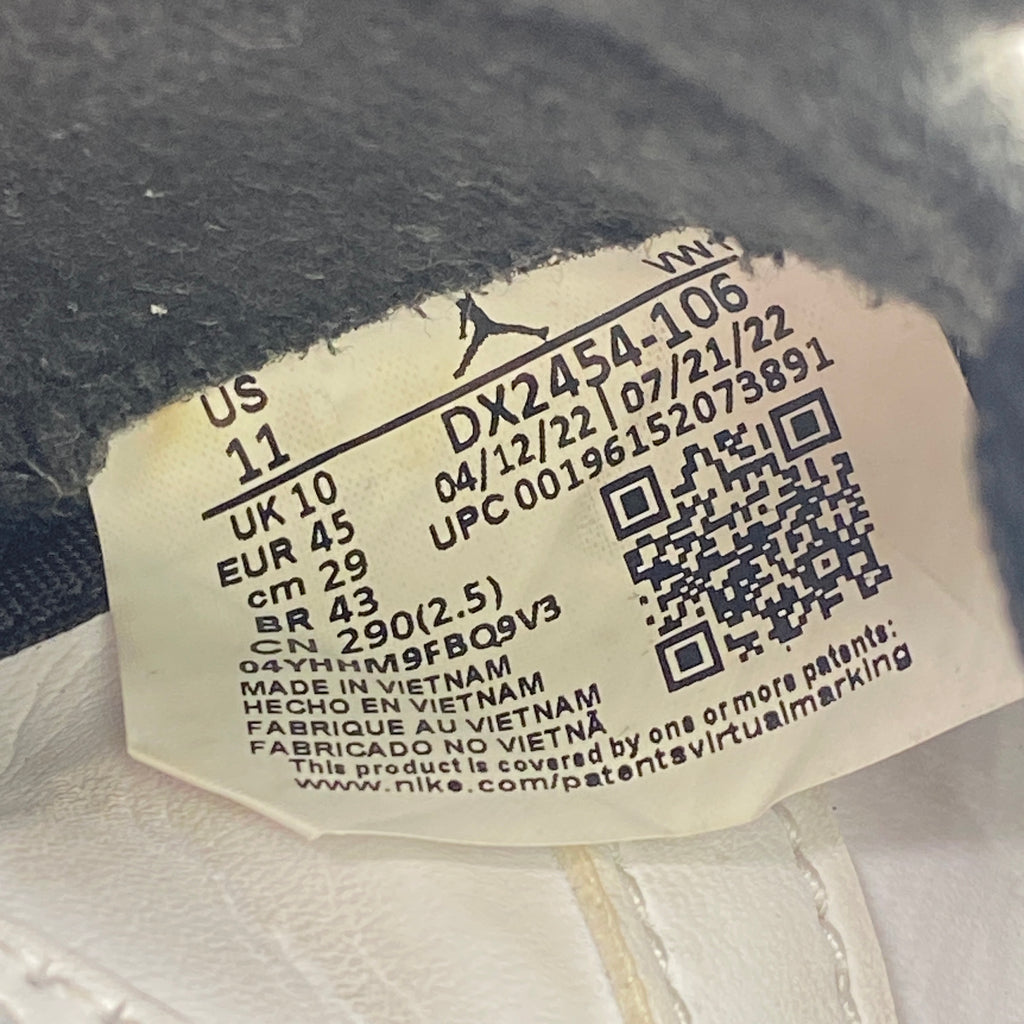 US
11
UK 10
EUR 45
cm 29
BR 43
CN 290(2.5)
DX2454-106
04/12/22|07/21/22
UPC 00196152073891
04YHHM9FBQ9V3
MADE IN VIETNAM
HECHO EN VIETNAM
FABRIQUE AU VIETNAM
FABRICADO NO VIETNÃ
This product is covered by one or more patents:
www.nike.com/patentsvirtualmarking